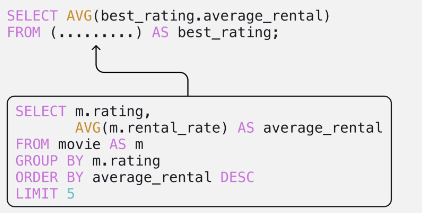 SELECT AVG(best_rating.average_rental)
FROM (.........) AS best_rating;
SELECT m.rating,
AVG(m.rental_rate) AS average_rental
FROM movie AS m
GROUP BY m.rating
ORDER BY average_rental DESC
LIMIT 5